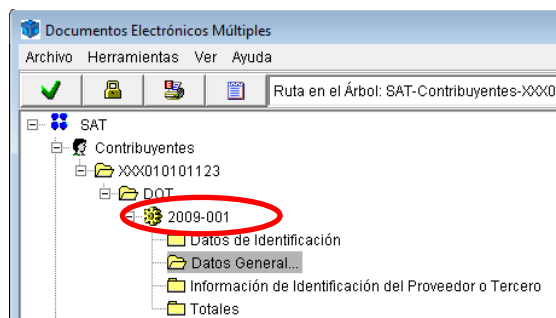 Documentos Electrónicos Múltiples
Archivo Herramientas Ver Ayuda
Ruta en el Árbol: SAT-Contribuyentes-XXX0
SAT
Contribuyentes
XXX010101123
DOT
2009-001
Datos de Identificación
Datos General...
Información de Identificación del Proveedor o Tercero
Totales